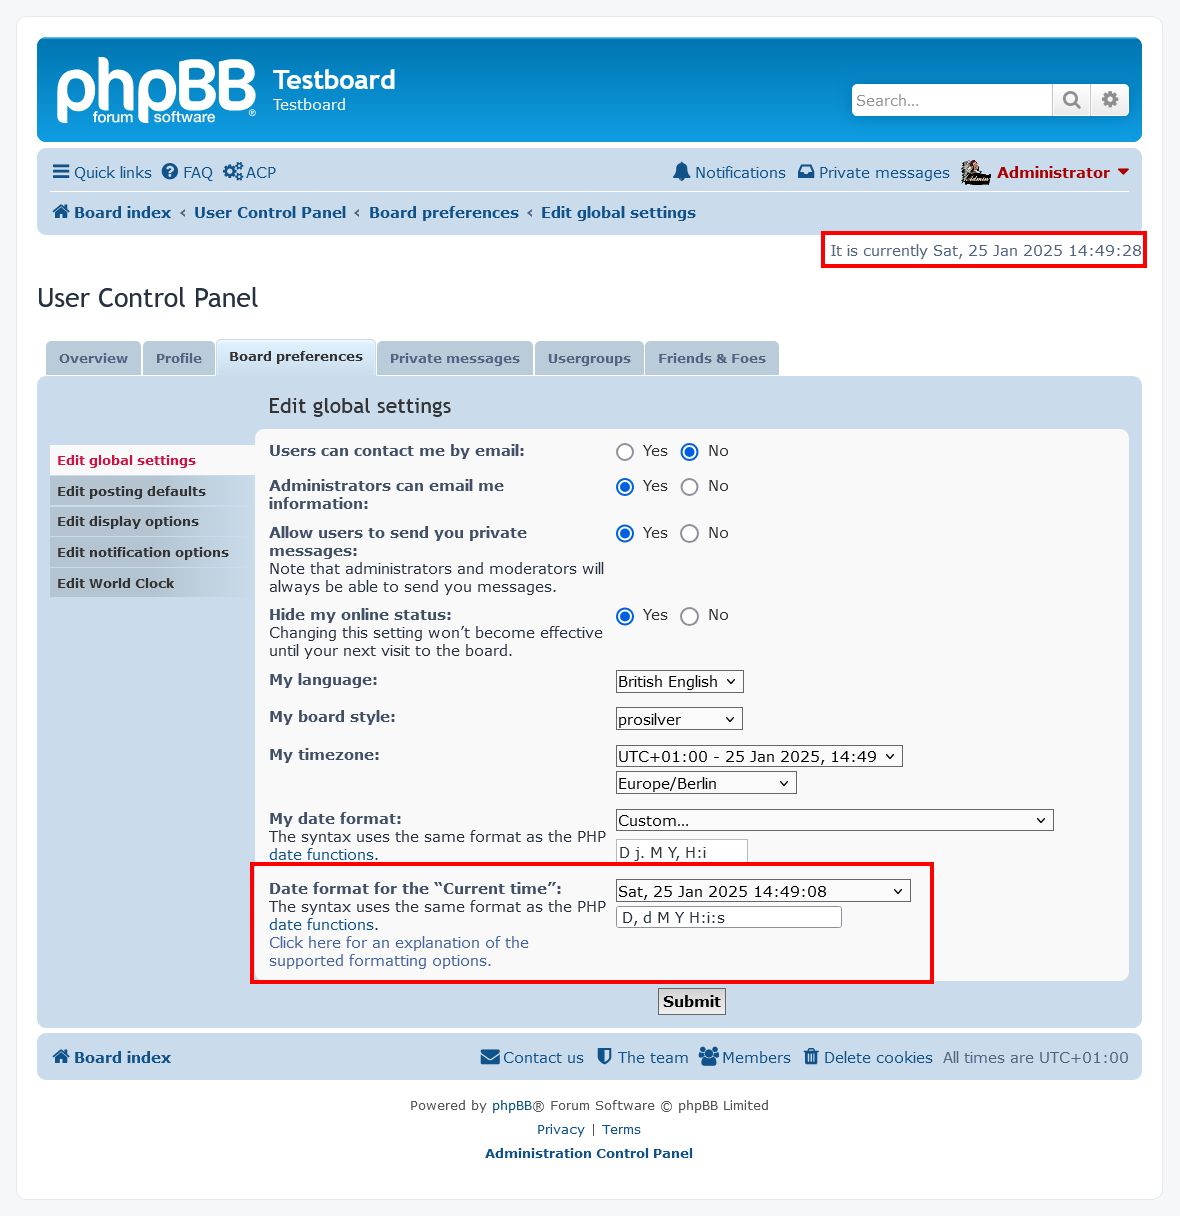 phpBB
forum software ®
Testboard
Testboard
Search...
Quick links FAQ ACP
Notifications Private messages Administrator
Board index ‹ User Control Panel ‹ Board preferences ‹ Edit global settings
It is currently Sat, 25 Jan 2025 14:49:28
User Control Panel
Overview Profile Board preferences Private messages Usergroups Friends & Foes
Edit global settings
Edit global settings
Edit posting defaults
Edit display options
Edit notification options
Edit World Clock
Users can contact me by email: Yes No
Administrators can email me
information: Yes No
Allow users to send you private
messages: Yes No
Note that administrators and moderators will
always be able to send you messages.
Hide my online status: Yes No
Changing this setting won’t become effective
until your next visit to the board.
My language: British English
My board style: prosilver
My timezone: UTC+01:00 - 25 Jan 2025, 14:49
Europe/Berlin
My date format: Custom...
The syntax uses the same format as the PHP
date functions. D j. M Y, H:i
Date format for the “Current time”: Sat, 25 Jan 2025 14:49:08
The syntax uses the same format as the PHP
date functions. D, d M Y H:i:s
Click here for an explanation of the
supported formatting options.
Submit
Board index Contact us The team Members Delete cookies All times are UTC+01:00
Powered by phpBB® Forum Software © phpBB Limited
Privacy | Terms
Administration Control Panel